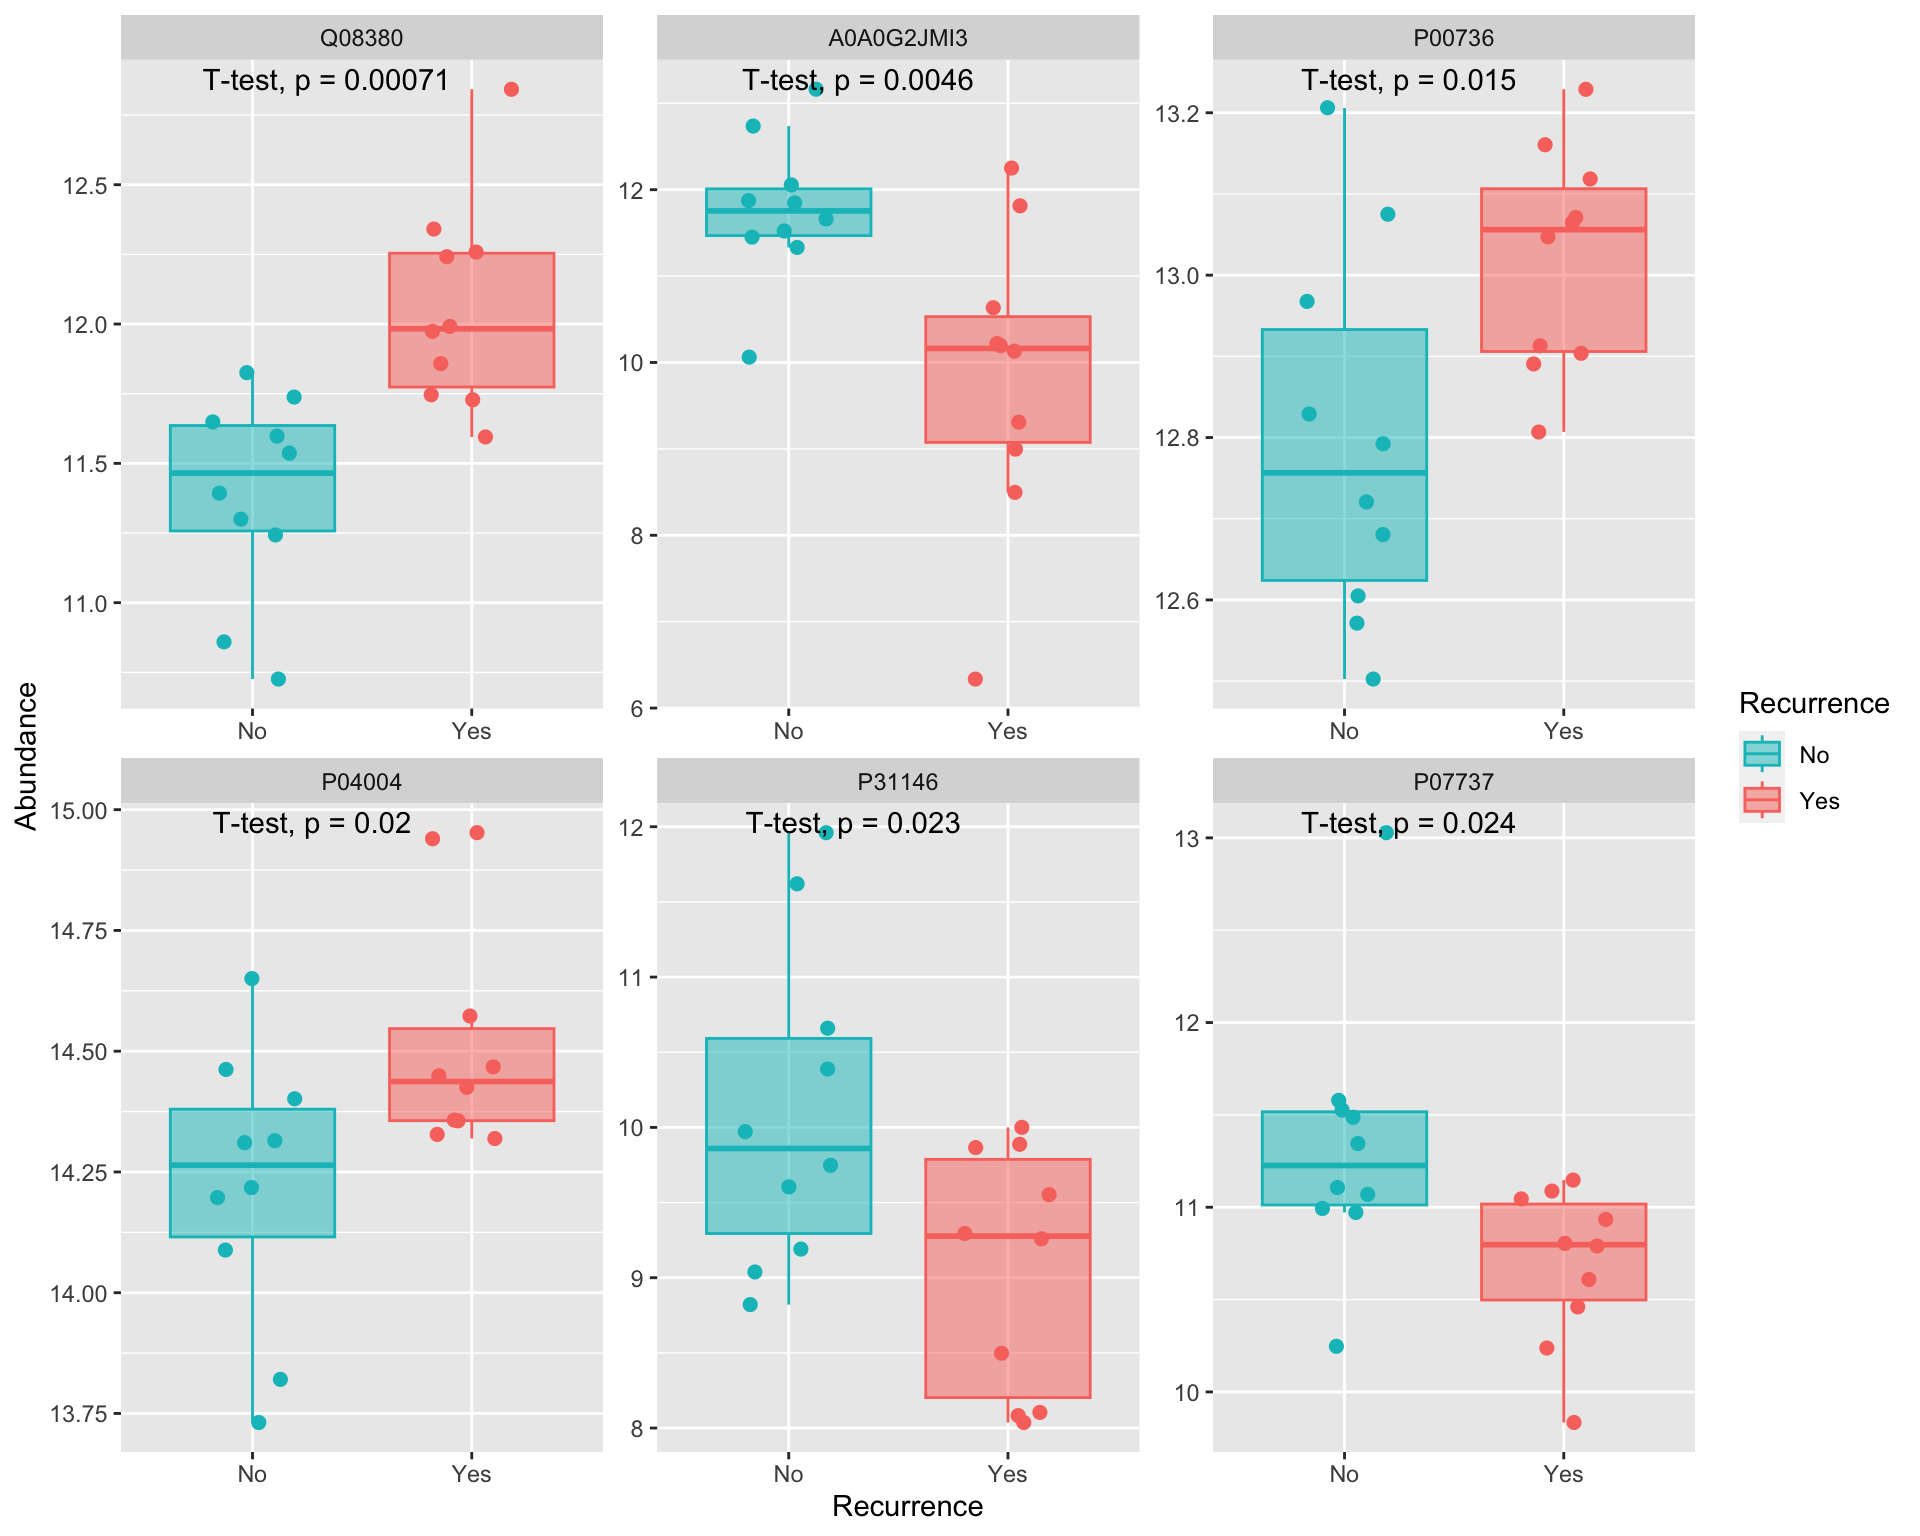 Q08380
T-test, p = 0.00071
12.5
12.0
11.5
11.0
No
Yes
A0A0G2JMI3
T-test, p = 0.0046
12
10
8
6
No
Yes
P00736
T-test, p = 0.015
13.2
13.0
12.8
12.6
No
Yes
Abundance
P04004
T-test, p = 0.02
15.00
14.75
14.50
14.25
14.00
13.75
No
Yes
P31146
T-test, p = 0.023
12
11
10
9
8
No
Yes
P07737
T-test, p = 0.024
13
12
11
10
No
Yes
Recurrence
Recurrence
No
Yes